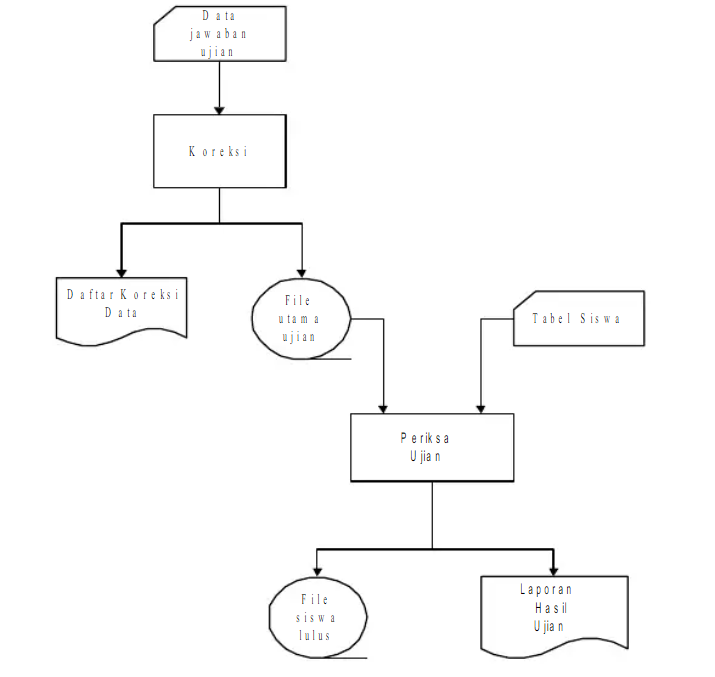 Data
jawaban
ujian
Koreksi
Daftar Koreksi
Data
File
utama
ujian
Tabel Siswa
Periksa
Ujian
File
siswa
lulus
Laporan
Hasil
Ujian